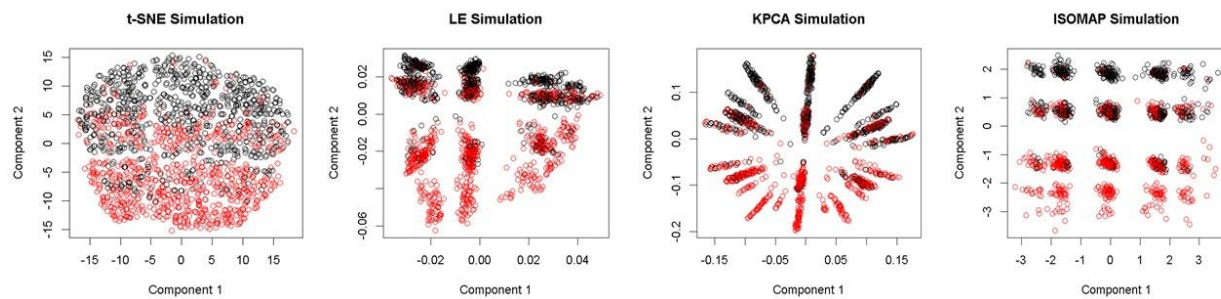 t-SNE Simulation
15
10
5
0
-5
-10
-15
Component 2
-15 -10 -5 0 5 10 15
Component 1
LE Simulation
0.02
0.00
-0.02
-0.06
Component 2
-0.02 0.00 0.02 0.04
Component 1
KPCA Simulation
0.1
0.0
-0.1
-0.2
Component 2
-0.15 -0.05 0.05 0.15
Component 1
ISOMAP Simulation
2
1
0
-1
-2
-3
Component 2
-3 -2 -1 0 1 2 3
Component 1